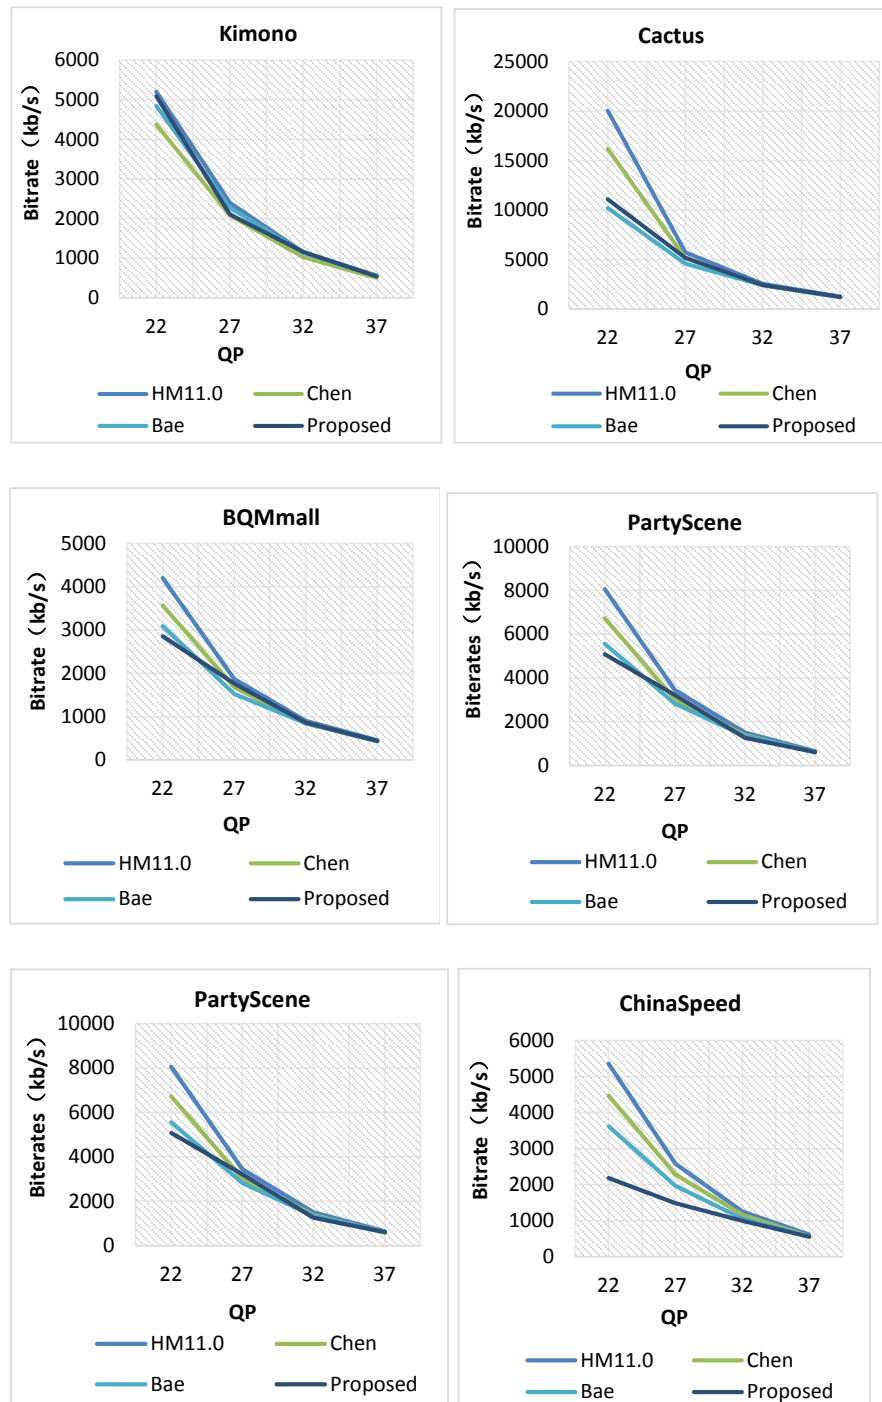 Kimono
6000
5000
4000
3000
2000
1000
0
Bitrate（kb/s）
22 27 32 37
QP
HM11.0 Chen
Bae Proposed
Cactus
25000
20000
15000
10000
5000
0
Bitrate（kb/s）
22 27 32 37
QP
HM11.0 Chen
Bae Proposed
BQMmall
5000
4000
3000
2000
1000
0
Bitrate（kb/s）
22 27 32 37
QP
HM11.0 Chen
Bae Proposed
PartyScene
10000
8000
6000
4000
2000
0
Biterates（kb/s）
22 27 32 37
QP
HM11.0 Chen
Bae Proposed
PartyScene
10000
8000
6000
4000
2000
0
Biterates（kb/s）
22 27 32 37
QP
HM11.0 Chen
Bae Proposed
ChinaSpeed
6000
5000
4000
3000
2000
1000
0
Bitrate（kb/s）
22 27 32 37
QP
HM11.0 Chen
Bae Proposed